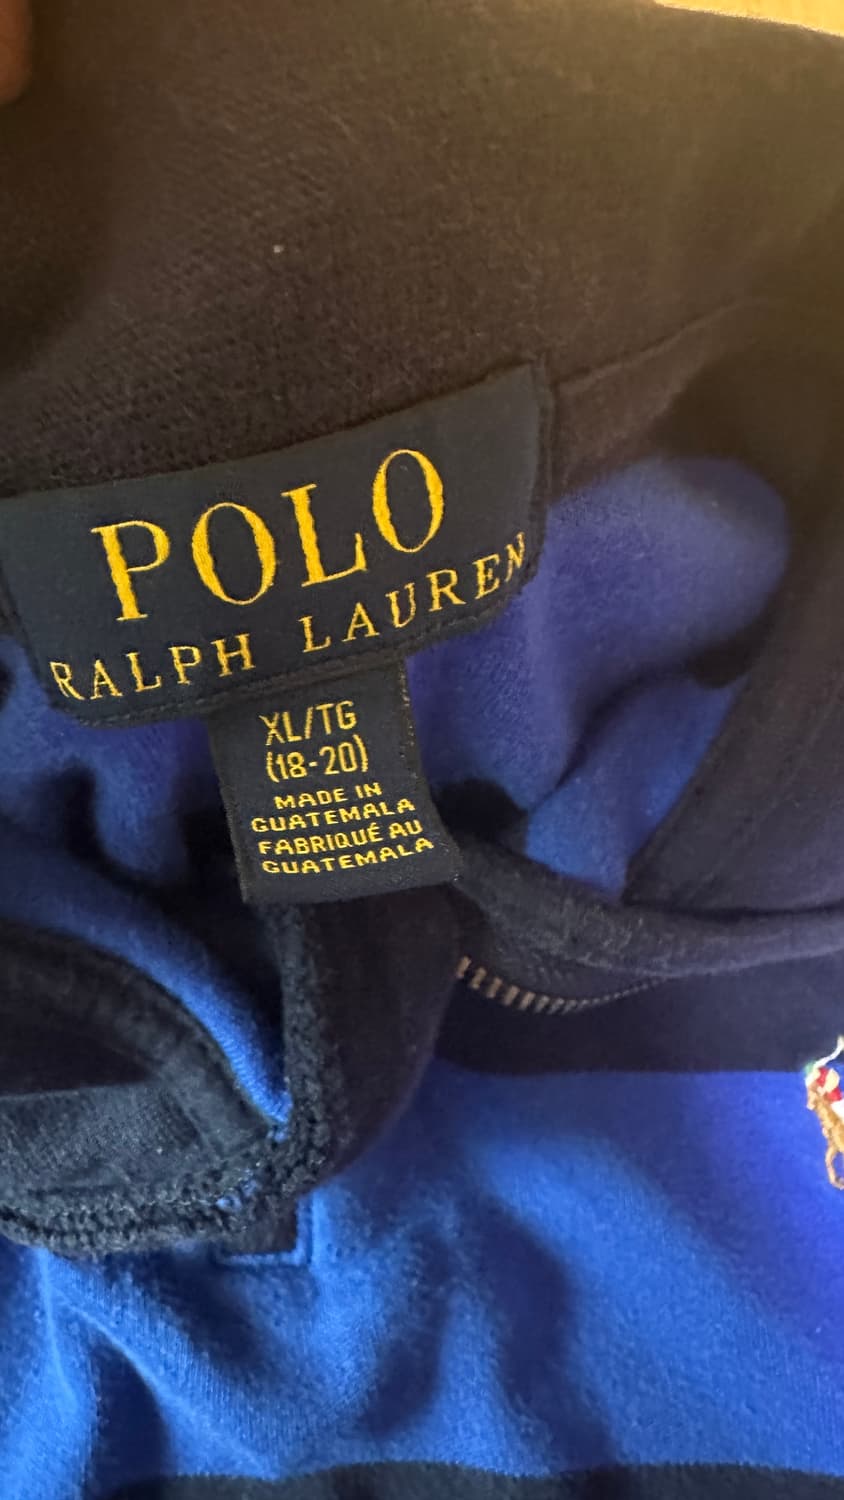 POLO
RALPH LAUREN
XL/TG
(18-20)
MADE IN
GUATEMALA
FABRIQUÉ AU
GUATEMALA